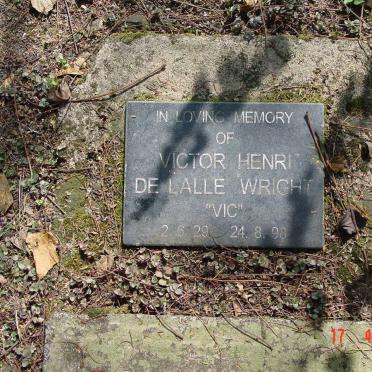 IN LOVING MEMORY
OF
VICTOR HENRI
DE LALLE WRIGHT
"VIC"
2.6.29 - 24.8.98
17 4